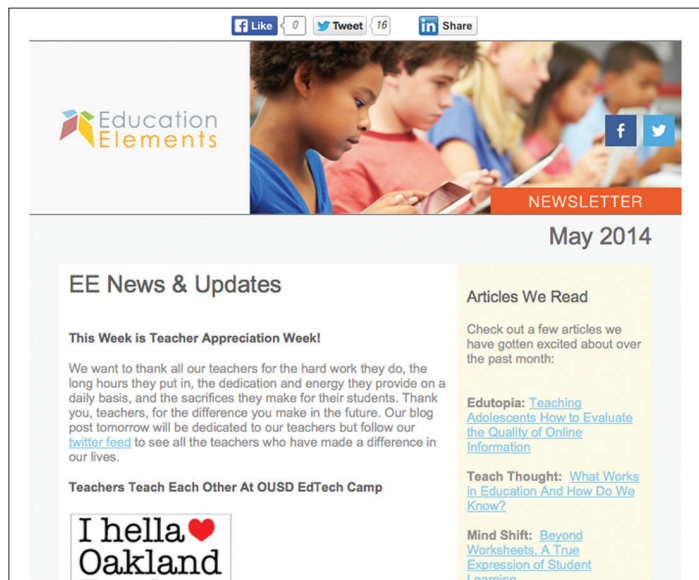 Like 0 Tweet 16 Share
Education
Elements
NEWSLETTER
May 2014
EE News & Updates
This Week is Teacher Appreciation Week!
We want to thank all our teachers for the hard work they do, the
long hours they put in, the dedication and energy they provide on a
daily basis, and the sacrifices they make for their students. Thank
you, teachers, for the difference you make in the future. Our blog
post tomorrow will be dedicated to our teachers but follow our
twitter feed to see all the teachers who have made a difference in
our lives.
Teachers Teach Each Other At OUSD EdTech Camp
I hella
Oakland
Articles We Read
Check out a few articles we
have gotten excited about over
the past month:
Edutopia: Teaching
Adolescents How to Evaluate
the Quality of Online
Information
Teach Thought: What Works
in Education And How Do We
Know?
Mind Shift: Beyond
Worksheets, A True
Expression of Student
Learning